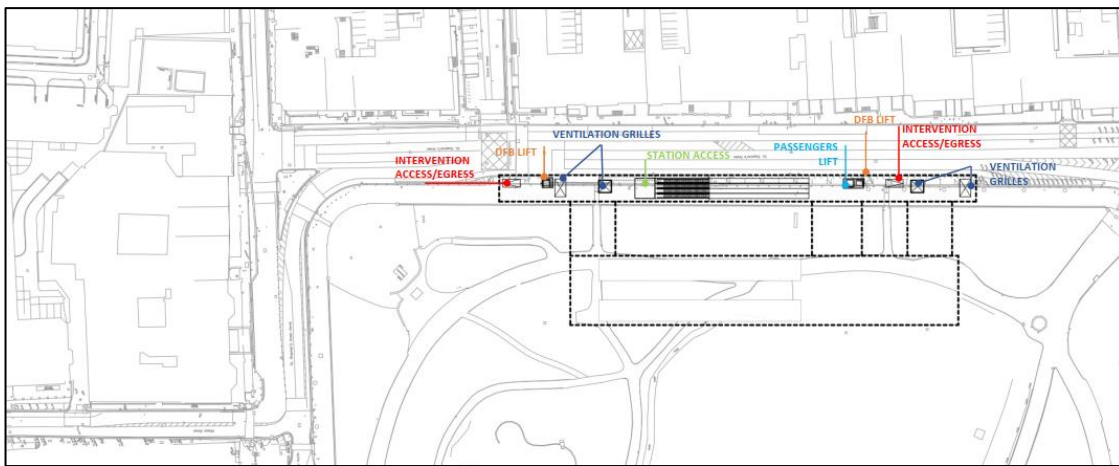 DFB LIFT
INTERVENTION
ACCESS/EGRESS
VENTILATION GRILLES
PASSENGERS
LIFT
DFB LIFT
STATION ACCESS
INTERVENTION
ACCESS/EGRESS
VENTILATION
GRILLES